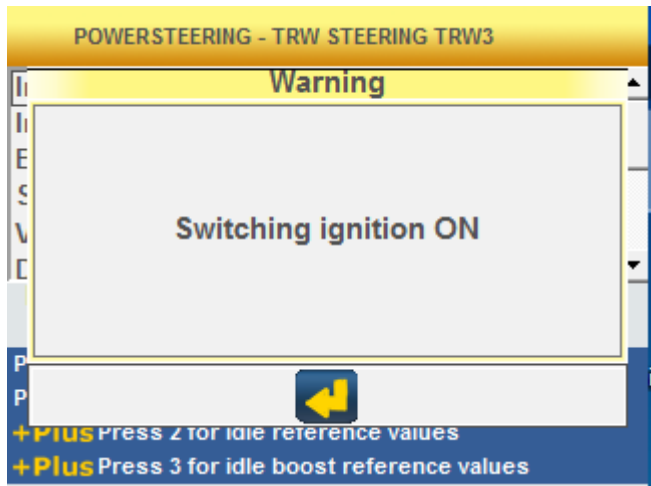 POWERSTEERING - TRW STEERING TRW3
Warning
Switching ignition ON
+Plus Press 2 for idle reference values
+Plus Press 3 for idle boost reference values